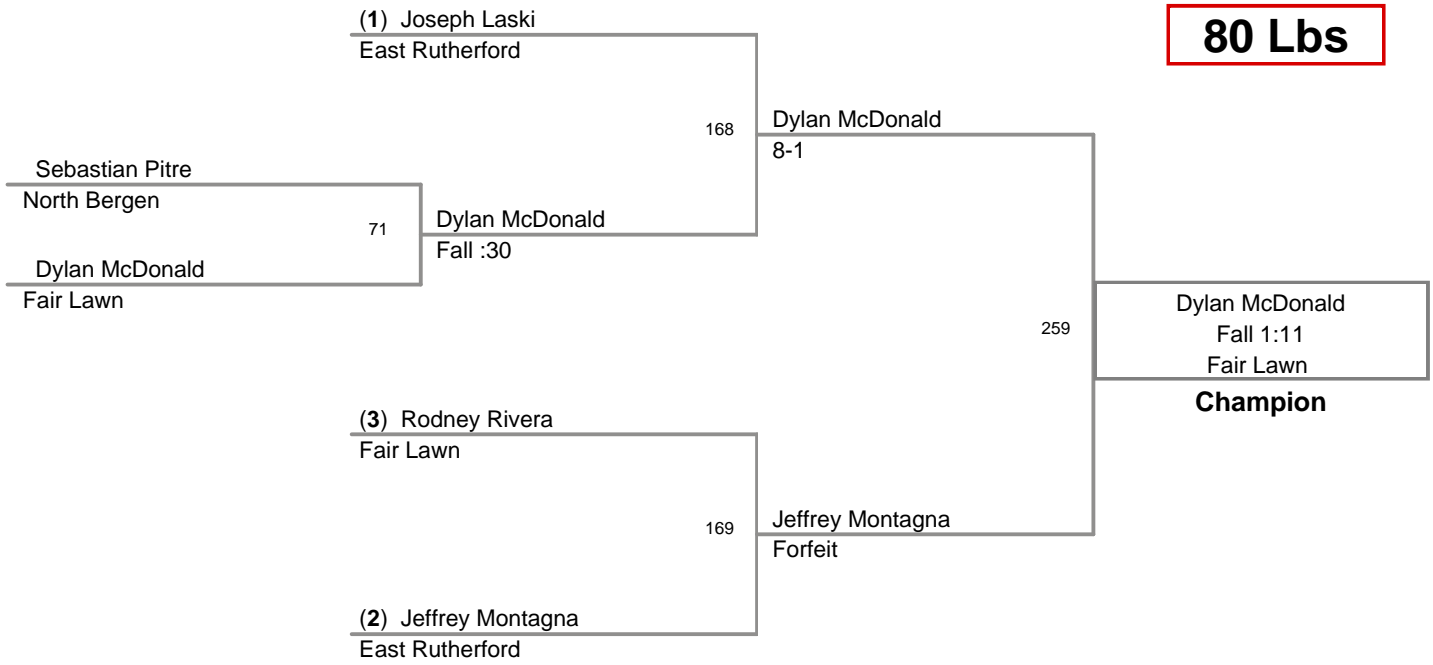 (1) Joseph Laski
East Rutherford
80 Lbs
168
Dylan McDonald
8-1
Sebastian Pitre
North Bergen
71
Dylan McDonald
Fall :30
Dylan McDonald
Fair Lawn
259
Dylan McDonald
Fall 1:11
Fair Lawn
Champion
(3) Rodney Rivera
Fair Lawn
169
Jeffrey Montagna
Forfeit
(2) Jeffrey Montagna
East Rutherford